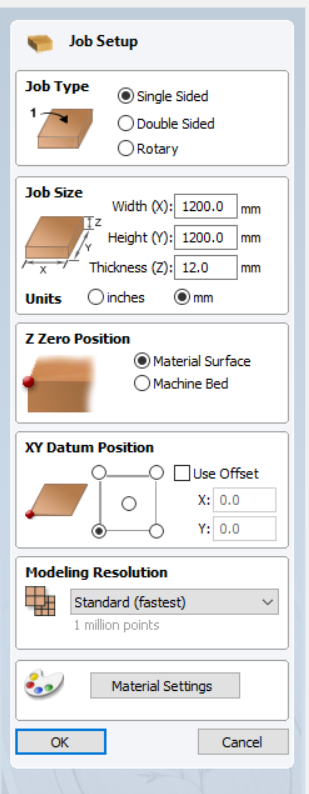 Job Setup
Job Type
1
Single Sided
Double Sided
Rotary
Job Size
Width (X): 1200.0 mm
Z
Y
X
Height (Y): 1200.0 mm
Thickness (Z): 12.0 mm
Units inches mm
Z Zero Position
Material Surface
Machine Bed
XY Datum Position
Use Offset
X: 0.0
Y: 0.0
Modeling Resolution
Standard (fastest)
1 million points
Material Settings
OK Cancel